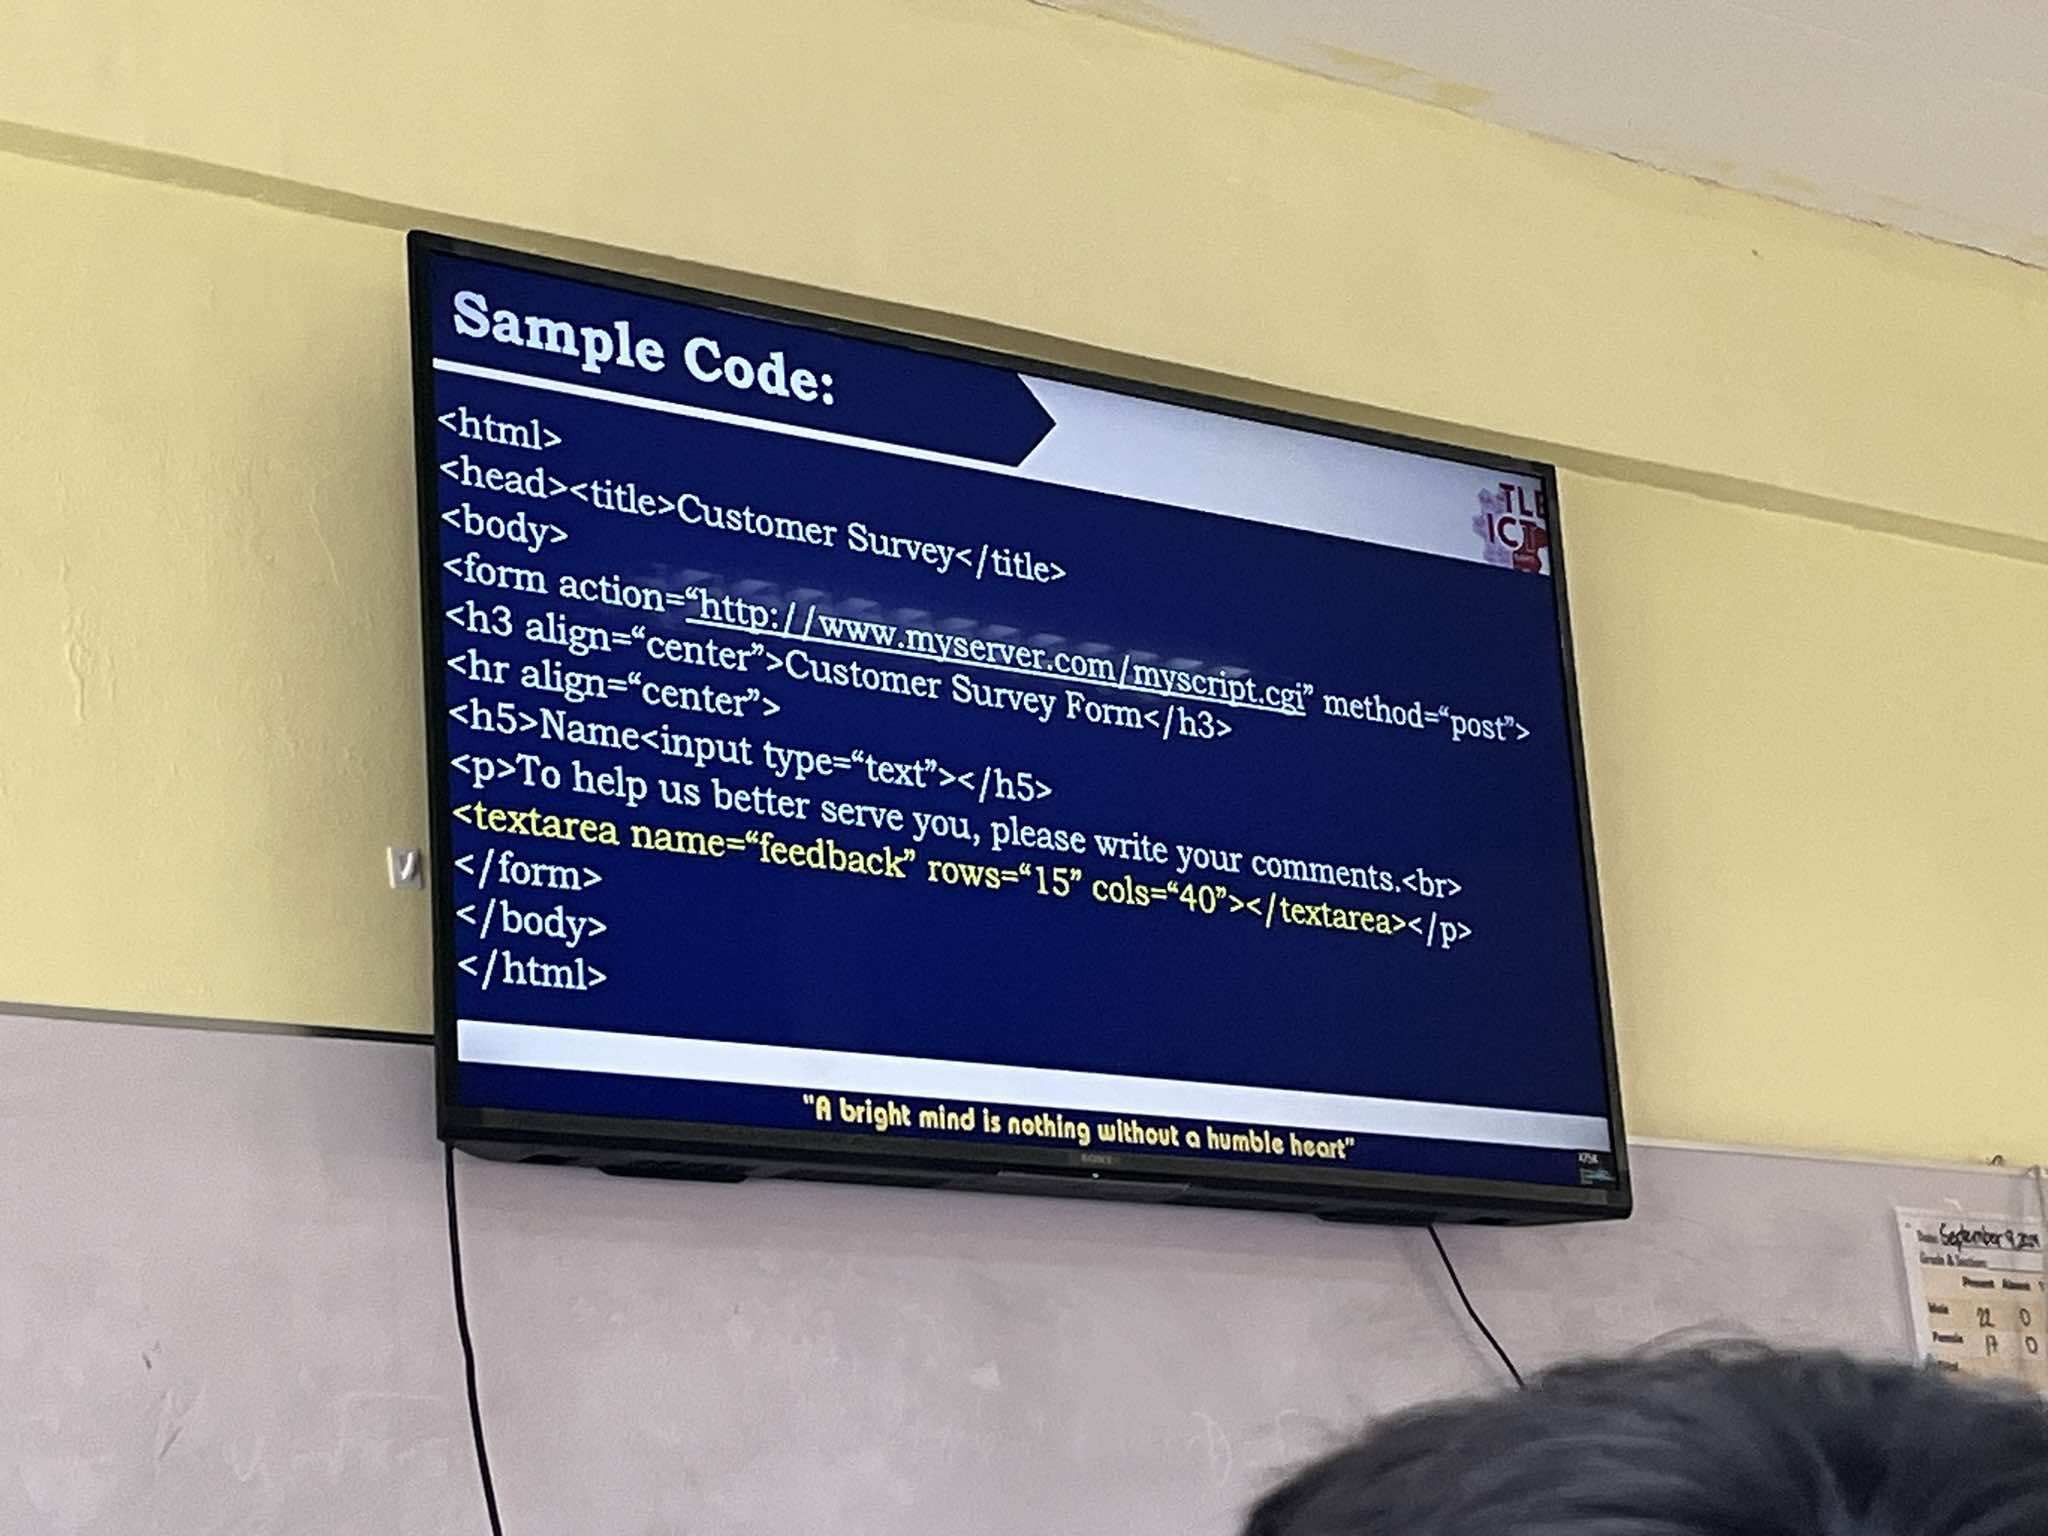 Sample Code:
TLE
ICT
<html>
<head><title>Customer Survey</title>
<body>
<form action=“http://www.myserver.com/myscript.cgi” method=“post”>
<h3 align=“center”>Customer Survey Form</h3>
<hr align=“center”>
<h5>Name<input type=“text”></h5>
<p>To help us better serve you, please write your comments.<br>
<textarea name=“feedback” rows=“15” cols=“40”></textarea></p>
</form>
</body>
</html>
"A bright mind is nothing without a humble heart"
SONY
X75K
Date: September 9, 2024
Grade & Section:
Present Absent
Male 22 0
Female 17 0